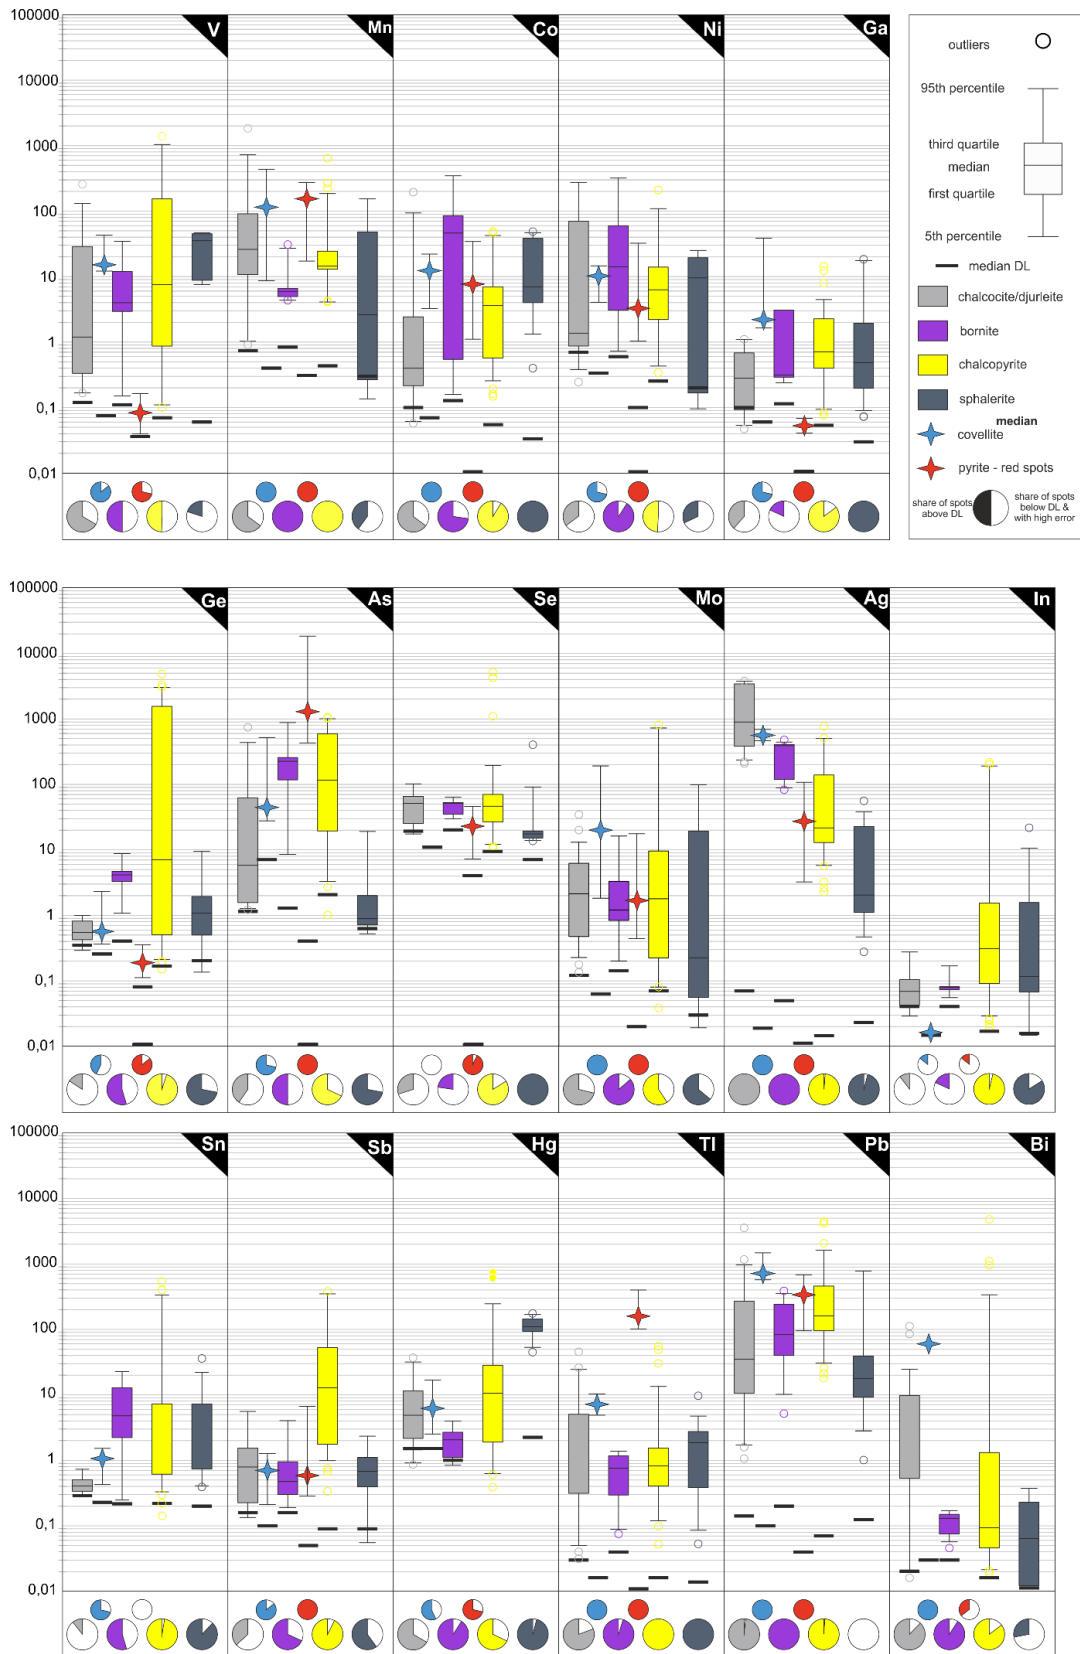 V Mn Co Ni Ga
100000
10000
1000
100
10
1
0,1
0,01
outliers
95th percentile
third quartile
median
first quartile
5th percentile
median DL
chalcocite/djurleite
bornite
chalcopyrite
sphalerite
median
covellite
pyrite - red spots
share of spots above DL
share of spots below DL & with high error
Ge As Se Mo Ag In
100000
10000
1000
100
10
1
0,1
0,01
Sn Sb Hg Tl Pb Bi
100000
10000
1000
100
10
1
0,1
0,01